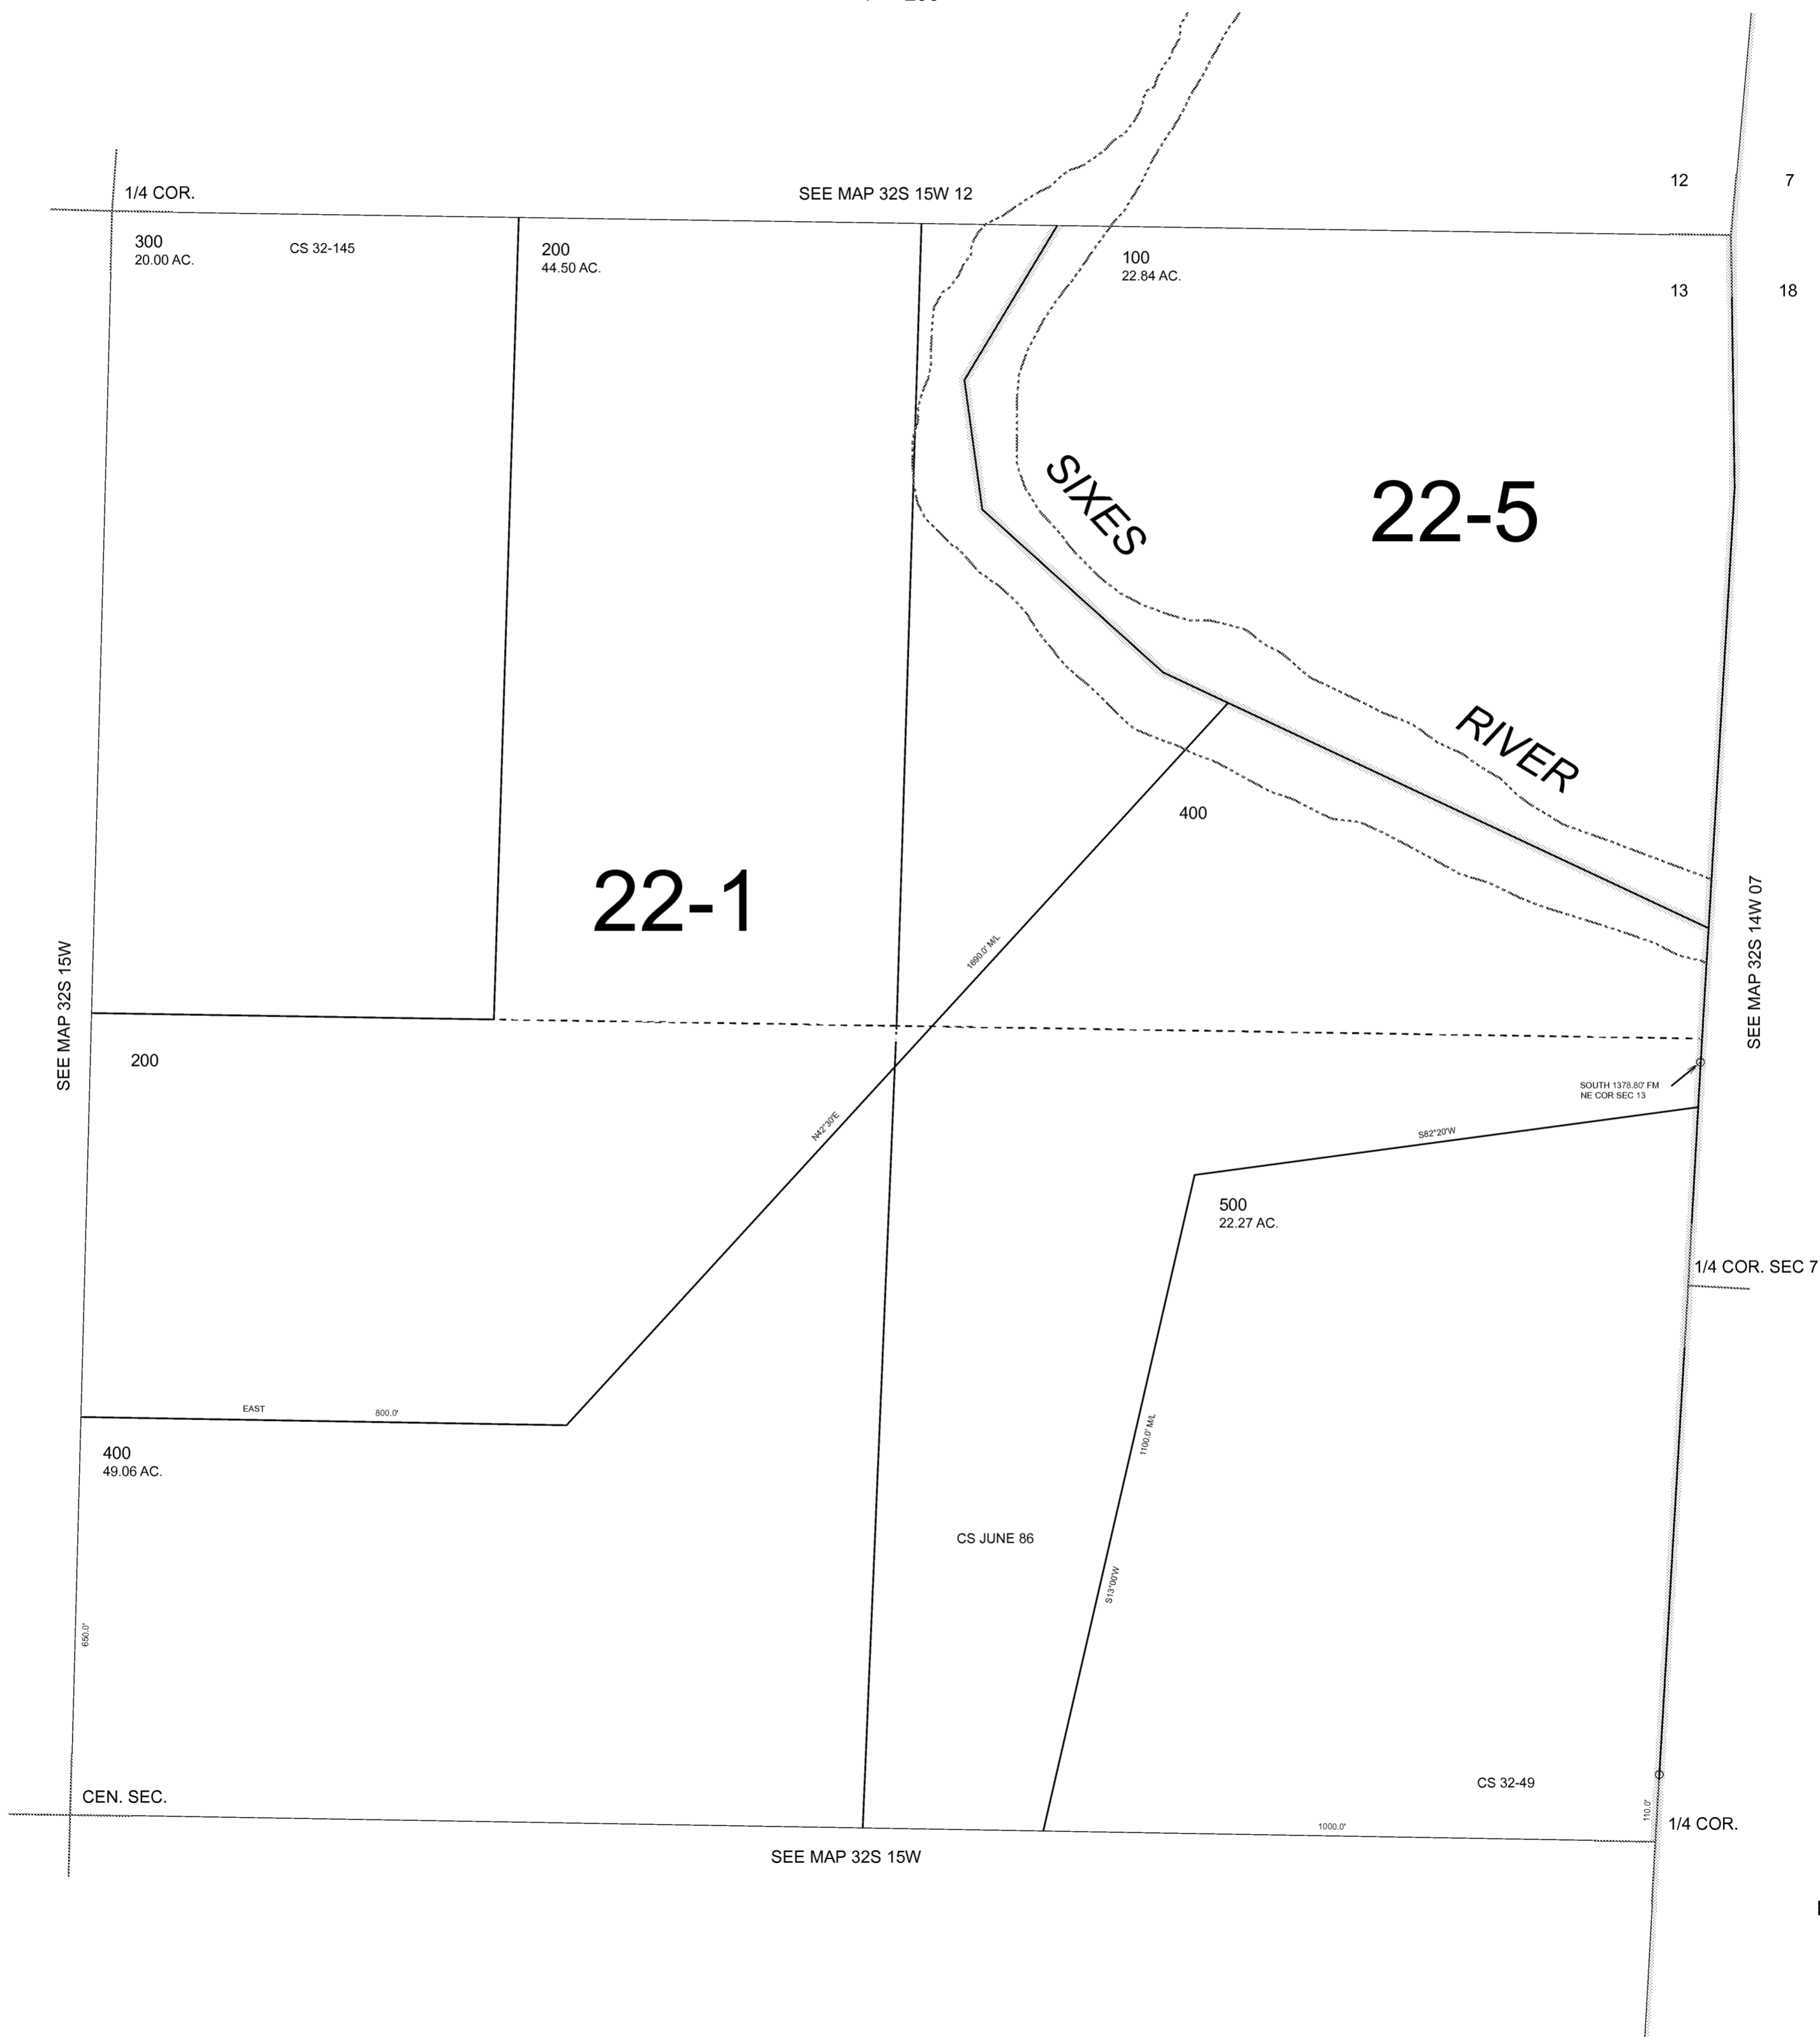 1/4 COR.
SEE MAP 32S 15W 12
12
7
300
20.00 AC.
CS 32-145
200
44.50 AC.
100
22.84 AC.
13
18
SIXES
22-5
RIVER
400
22-1
SEE MAP 32S 15W
SEE MAP 32S 14W 07
1690.0' M/L
200
SOUTH 1378.80' FM
NE COR SEC 13
N42°30'E
S82°20'W
500
22.27 AC.
1/4 COR. SEC 7
EAST
800.0'
400
49.06 AC.
1100.0' M/L
CS JUNE 86
S13°00'W
650.0'
CEN. SEC.
CS 32-49
110.0'
1000.0'
1/4 COR.
SEE MAP 32S 15W